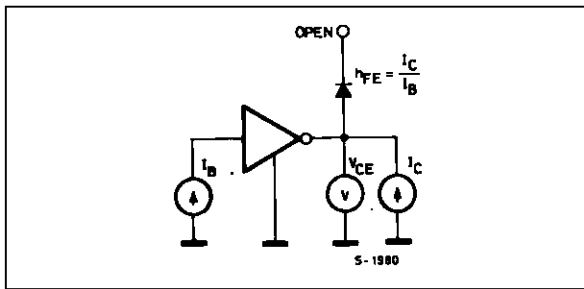 OPEN
hFE = IC / IB
IB
VCE
IC
V
S-1980